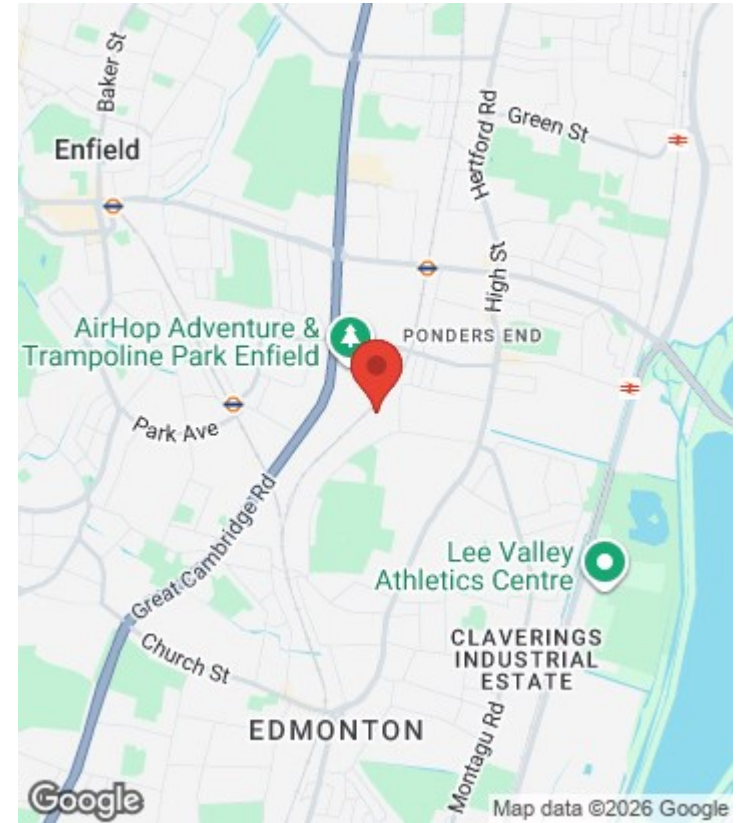 Baker St
Enfield
Hertford Rd
Green St
High St
AirHop Adventure &
Trampoline Park Enfield
PONDERS END
Park Ave
Great Cambridge Rd
Lee Valley
Athletics Centre
CLAVERINGS
INDUSTRIAL
ESTATE
Church St
EDMONTON
Montagu Rd
Google
Map data ©2026 Google